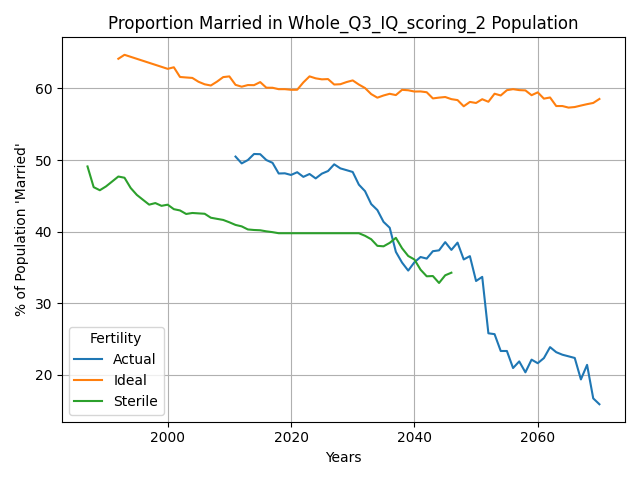 Proportion Married in Whole_Q3_IQ_scoring_2 Population
% of Population 'Married'
60
50
40
30
20
Fertility
Actual
Ideal
Sterile
2000 2020 2040 2060
Years